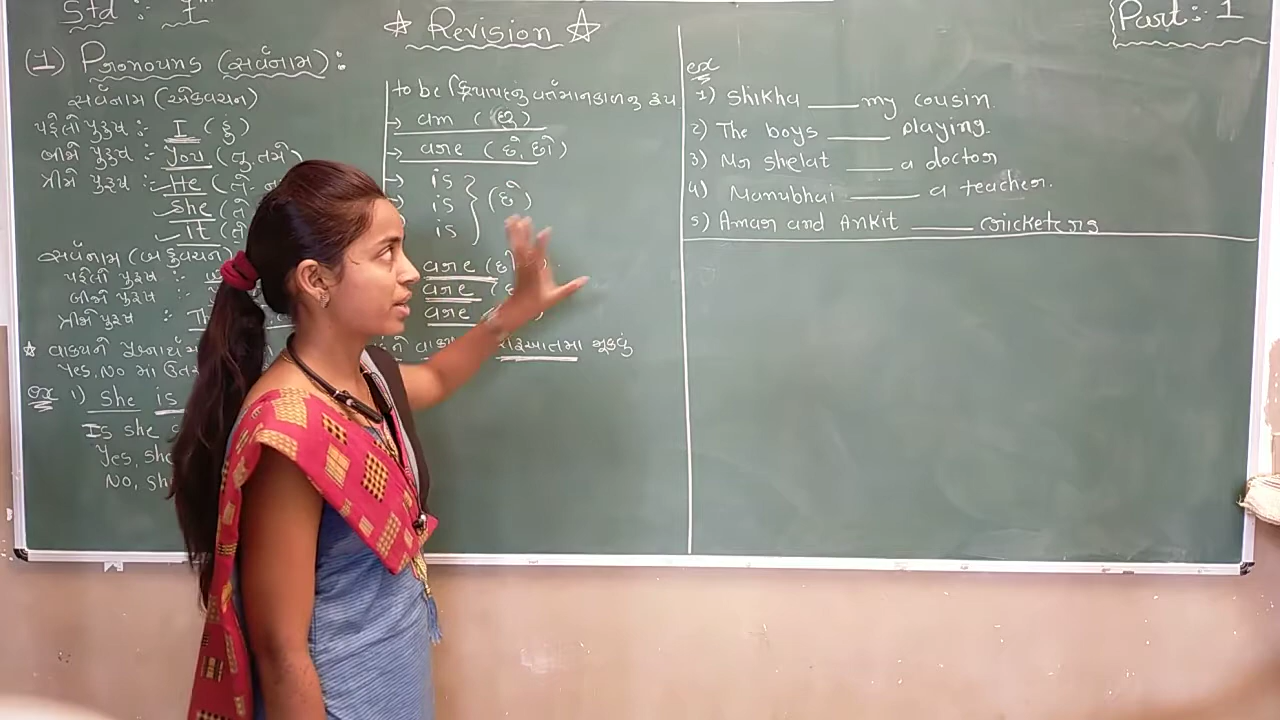 Std :
☆ Revision ☆
Part : 1
(1) Pronouns (સર્વનામ) :
સર્વનામ (એકવચન)
પહેલો પુરુષ :- I (હું)
બીજો પુરુષ :- You (તુ, તમે)
ત્રીજો પુરુષ :- He (તે
She (તે
It (તે
સર્વનામ (બહુવચન)
પહેલો પુરુષ :-
બીજો પુરુષ :-
ત્રીજો પુરુષ : Th
☆ વાક્યને પ્રશ્નાર્થ
Yes, No માં
ex 1) She is
Is she
Yes, she
No, sh
to be ક્રિયાપદનુ વર્તમાનકાળનુ રૂપ
→ am (છુ)
→ are (છે, છો)
→ is
→ is (છે)
is
are (છ
are (છ
are
ને શરૂઆતમાં મૂકવું
ex
1) Shikha ____ my cousin.
2) The boys ____ playing.
3) Mr shelat ____ a doctor
4) Manubhai ____ a teacher.
5) Amar and Ankit ____ cricketers